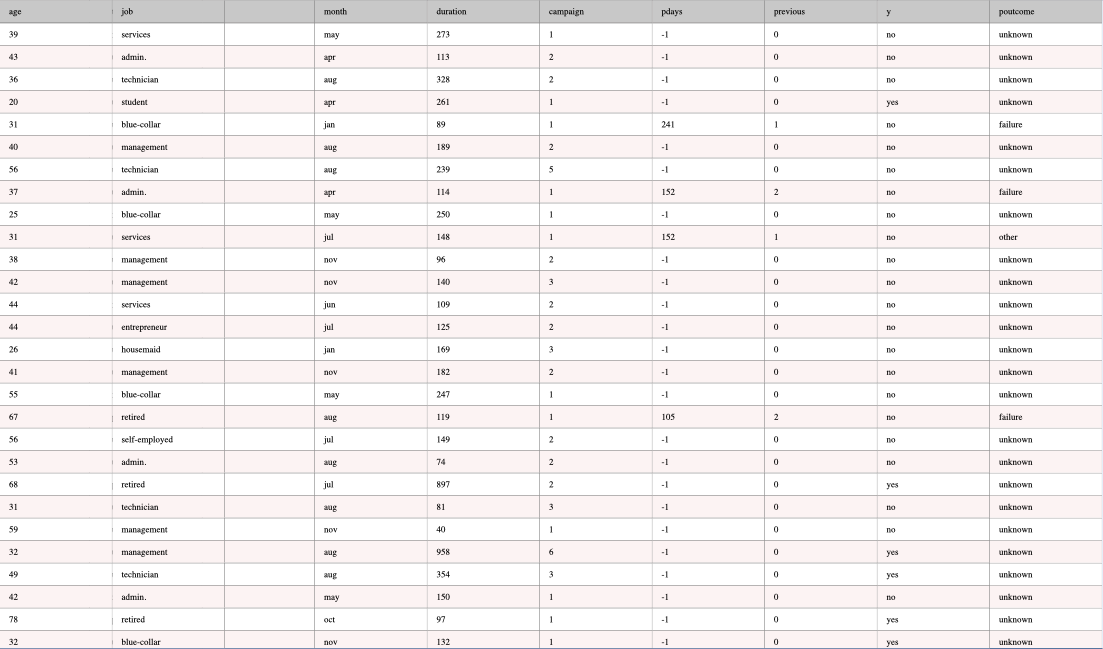 age job month duration campaign pdays previous y poutcome
39 services may 273 1 -1 0 no unknown
43 admin. apr 113 2 -1 0 no unknown
36 technician aug 328 2 -1 0 no unknown
20 student apr 261 1 -1 0 yes unknown
31 blue-collar jan 89 1 241 1 no failure
40 management aug 189 2 -1 0 no unknown
56 technician aug 239 5 -1 0 no unknown
37 admin. apr 114 1 152 2 no failure
25 blue-collar may 250 1 -1 0 no unknown
31 services jul 148 1 152 1 no other
38 management nov 96 2 -1 0 no unknown
42 management nov 140 3 -1 0 no unknown
44 services jun 109 2 -1 0 no unknown
44 entrepreneur jul 125 2 -1 0 no unknown
26 housemaid jan 169 3 -1 0 no unknown
41 management nov 182 2 -1 0 no unknown
55 blue-collar may 247 1 -1 0 no unknown
67 retired aug 119 1 105 2 no failure
56 self-employed jul 149 2 -1 0 no unknown
53 admin. aug 74 2 -1 0 no unknown
68 retired jul 897 2 -1 0 yes unknown
31 technician aug 81 3 -1 0 no unknown
59 management nov 40 1 -1 0 no unknown
32 management aug 958 6 -1 0 yes unknown
49 technician aug 354 3 -1 0 yes unknown
42 admin. may 150 1 -1 0 no unknown
78 retired oct 97 1 -1 0 yes unknown
32 blue-collar nov 132 1 -1 0 yes unknown